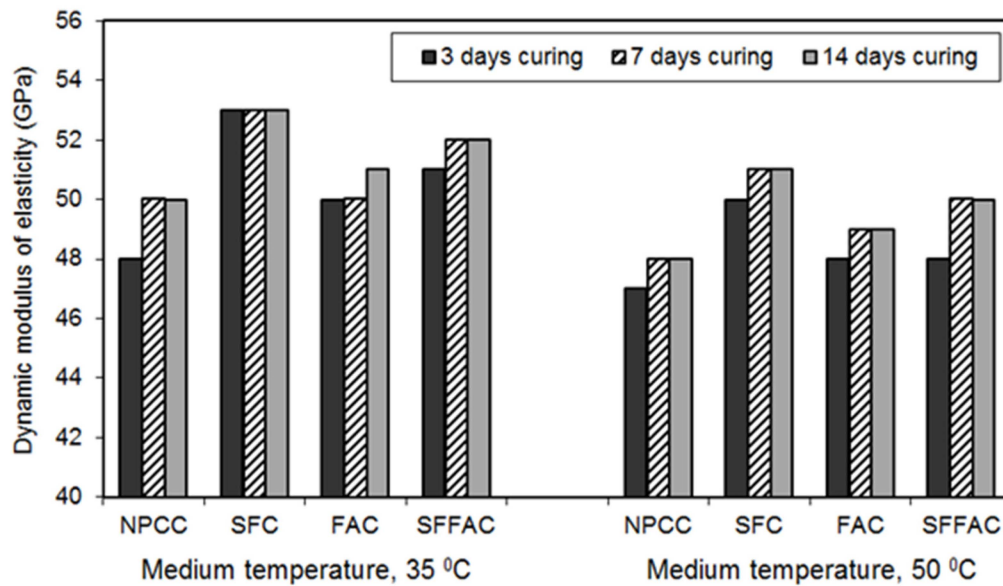 Dynamic modulus of elasticity (GPa)
56
54
52
50
48
46
44
42
40
3 days curing 7 days curing 14 days curing
NPCC SFC FAC SFFAC NPCC SFC FAC SFFAC
Medium temperature, 35 ⁰C Medium temperature, 50 ⁰C